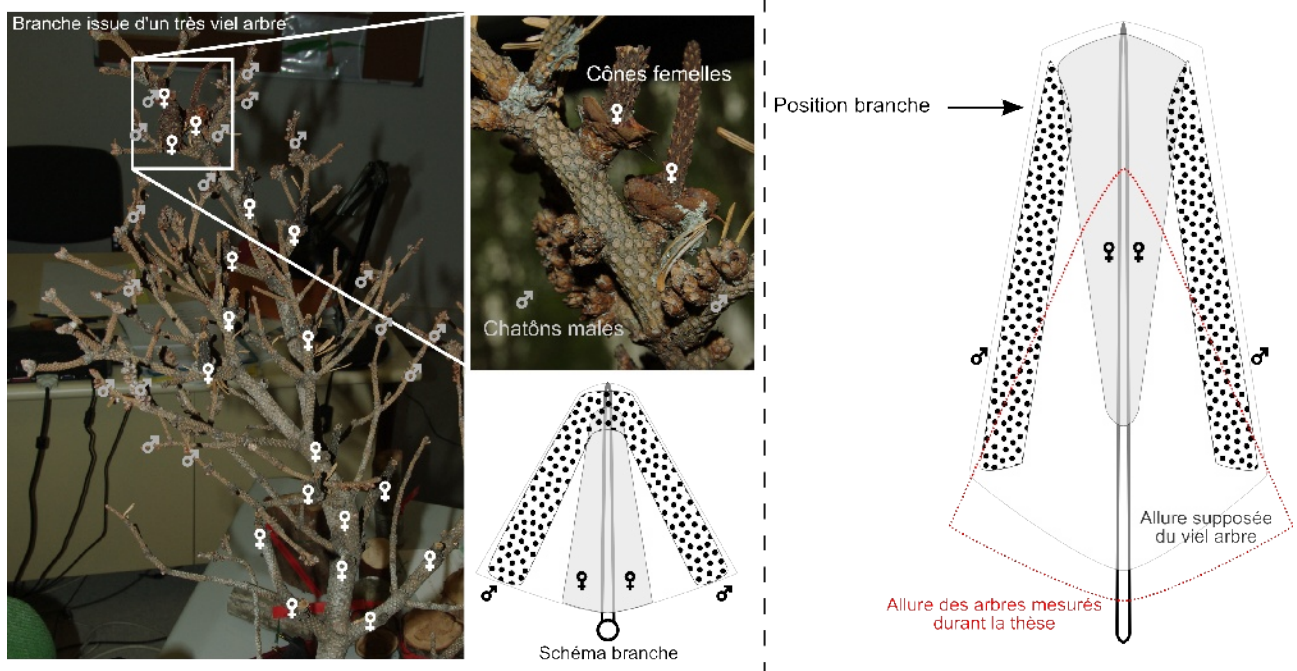 Branche issue d'un très viel arbre
Cônes femelles
Chatôns males
Schéma branche
Position branche
Allure supposée
du viel arbre
Allure des arbres mesurés
durant la thèse